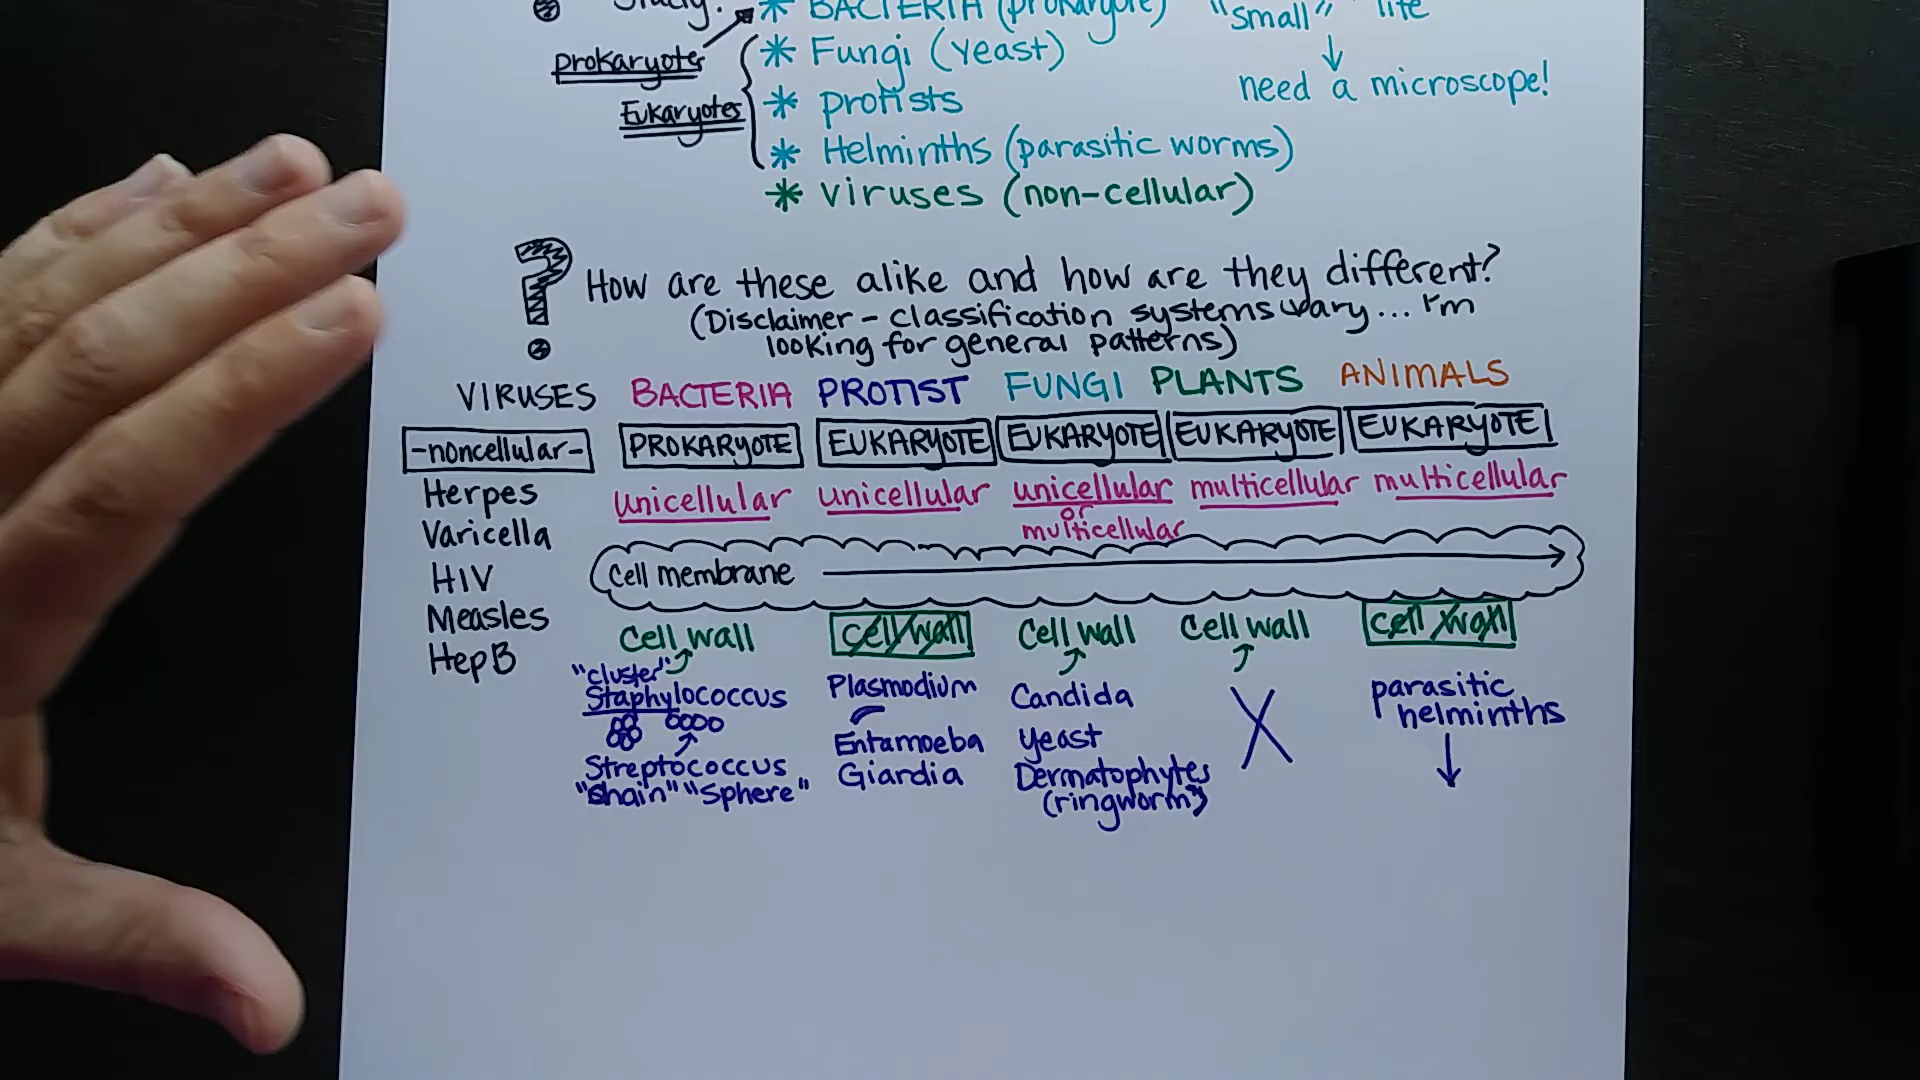 Study:
* BACTERIA (prokaryote) "small" life
prokaryotes
* Fungi (yeast)
need a microscope!
Eukaryotes
* protists
* Helminths (parasitic worms)
* viruses (non-cellular)
? How are these alike and how are they different?
(Disclaimer - classification systems vary... I'm
looking for general patterns)
VIRUSES BACTERIA PROTIST FUNGI PLANTS ANIMALS
-noncellular- PROKARYOTE EUKARYOTE EUKARYOTE EUKARYOTE EUKARYOTE
Herpes unicellular unicellular unicellular multicellular multicellular
or
Varicella multicellular
HIV Cell membrane
Measles Cell wall cell wall Cell wall Cell wall cell wall
HepB
"cluster"
Staphylococcus Plasmodium Candida X parasitic
helminths
Entamoeba yeast
Streptococcus Giardia Dermatophytes
"chain" "Sphere" (ringworm)